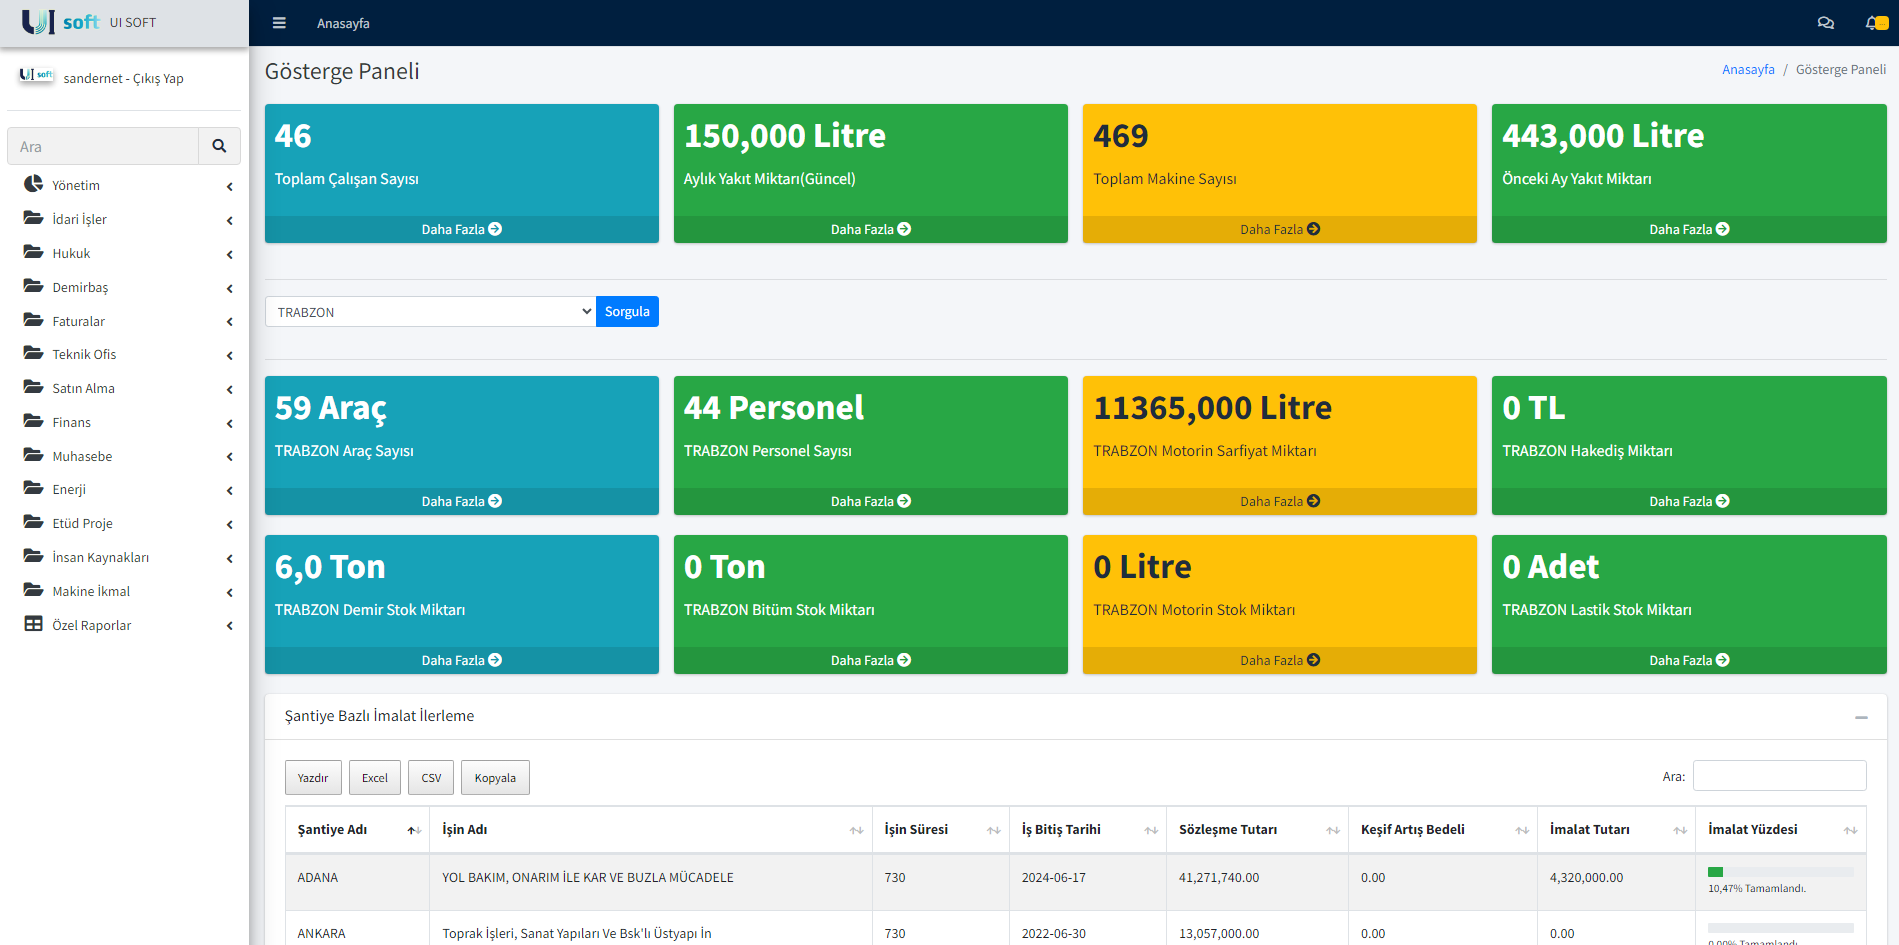 UI soft UI SOFT
Anasayfa
sandernet - Çıkış Yap
Ara
Yönetim
İdari İşler
Hukuk
Demirbaş
Faturalar
Teknik Ofis
Satın Alma
Finans
Muhasebe
Enerji
Etüd Proje
İnsan Kaynakları
Makine İkmal
Özel Raporlar
Gösterge Paneli
Anasayfa / Gösterge Paneli
46
Toplam Çalışan Sayısı
Daha Fazla
150,000 Litre
Aylık Yakıt Miktarı(Güncel)
Daha Fazla
469
Toplam Makine Sayısı
Daha Fazla
443,000 Litre
Önceki Ay Yakıt Miktarı
Daha Fazla
TRABZON
Sorgula
59 Araç
TRABZON Araç Sayısı
Daha Fazla
44 Personel
TRABZON Personel Sayısı
Daha Fazla
11365,000 Litre
TRABZON Motorin Sarfiyat Miktarı
Daha Fazla
0 TL
TRABZON Hakediş Miktarı
Daha Fazla
6,0 Ton
TRABZON Demir Stok Miktarı
Daha Fazla
0 Ton
TRABZON Bitüm Stok Miktarı
Daha Fazla
0 Litre
TRABZON Motorin Stok Miktarı
Daha Fazla
0 Adet
TRABZON Lastik Stok Miktarı
Daha Fazla
Şantiye Bazlı İmalat İlerleme
Yazdır Excel CSV Kopyala
Ara:
Şantiye Adı İşin Adı İşin Süresi İş Bitiş Tarihi Sözleşme Tutarı Keşif Artış Bedeli İmalat Tutarı İmalat Yüzdesi
ADANA YOL BAKIM, ONARIM İLE KAR VE BUZLA MÜCADELE 730 2024-06-17 41,271,740.00 0.00 4,320,000.00
10,47% Tamamlandı.
ANKARA Toprak İşleri, Sanat Yapıları Ve Bsk'lı Üstyapı İn 730 2022-06-30 13,057,000.00 0.00 0.00
0,00% Tamamlandı.